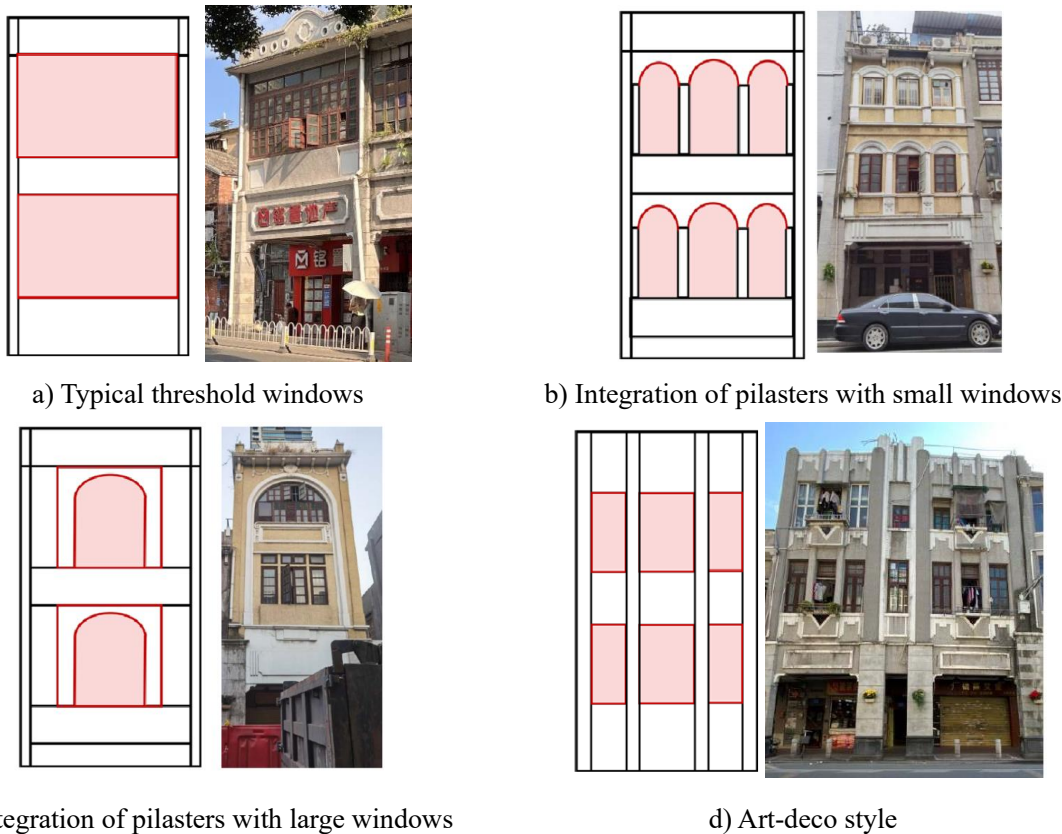 a) Typical threshold windows
b) Integration of pilasters with small windows
tegration of pilasters with large windows
d) Art-deco style